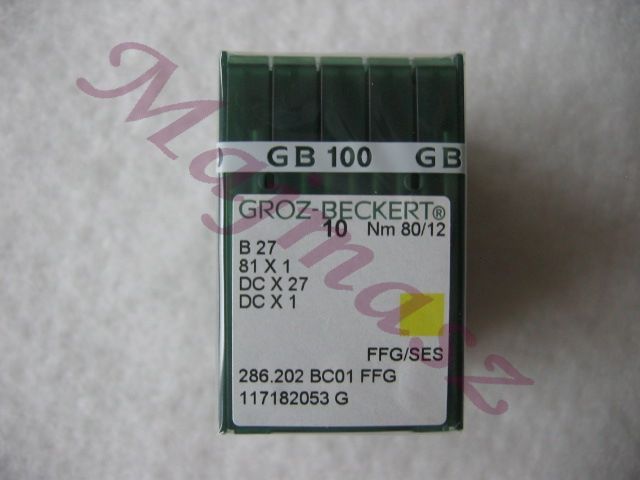 GB 100 GB
GROZ-BECKERT®
10 Nm 80/12
B 27
81 X 1
DC X 27
DC X 1
FFG/SES
286.202 BC01 FFG
117182053 G
Majmasz